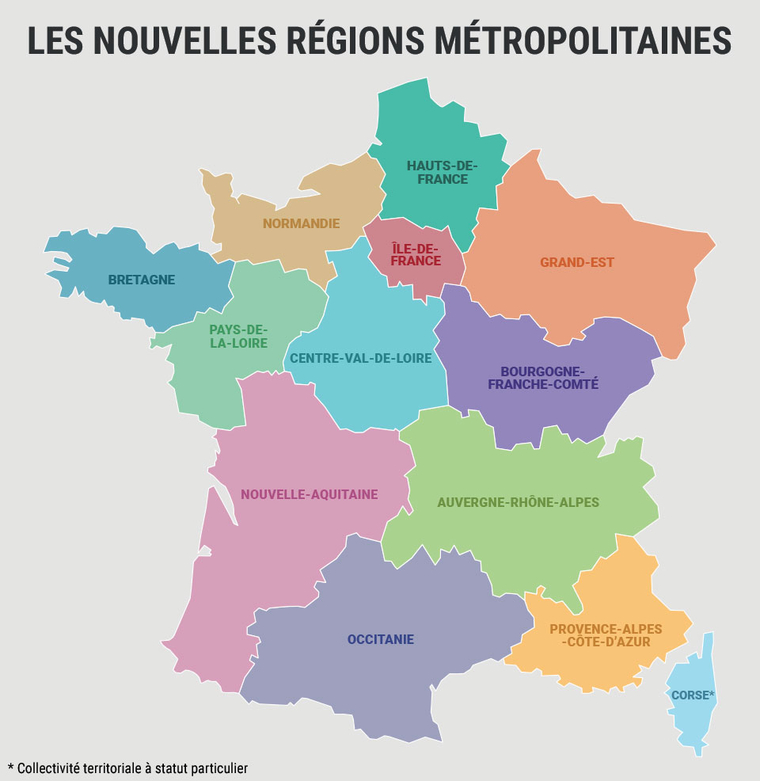 LES NOUVELLES RÉGIONS MÉTROPOLITAINES
HAUTS-DE-
FRANCE
NORMANDIE
ÎLE-DE-
FRANCE
GRAND-EST
BRETAGNE
PAYS-DE-
LA-LOIRE
CENTRE-VAL-DE-LOIRE
BOURGOGNE-
FRANCHE-COMTÉ
NOUVELLE-AQUITAINE
AUVERGNE-RHÔNE-ALPES
OCCITANIE
PROVENCE-ALPES
-CÔTE-D'AZUR
CORSE*
* Collectivité territoriale à statut particulier